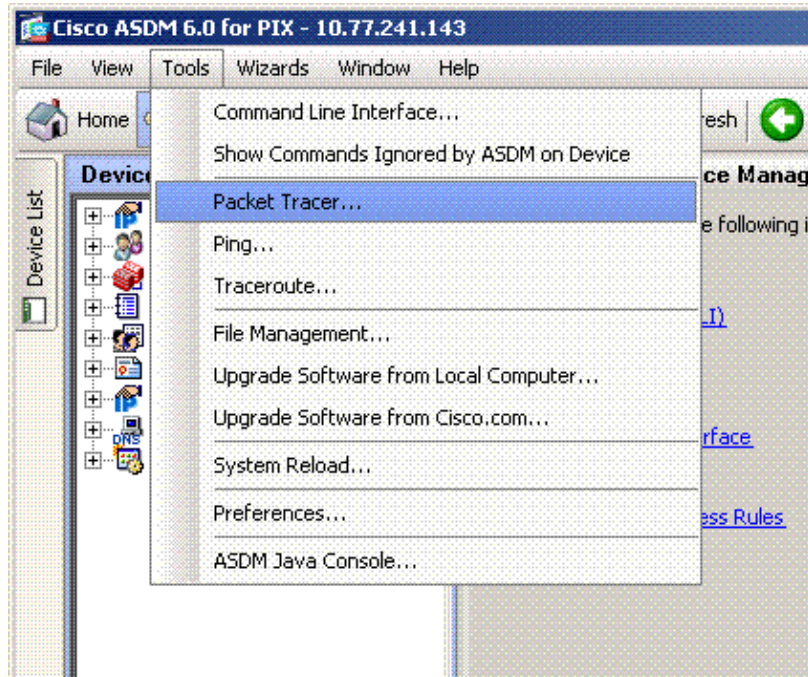 Cisco ASDM 6.0 for PIX - 10.77.241.143
File View Tools Wizards Window Help
Home
esh
Command Line Interface...
Show Commands Ignored by ASDM on Device
Packet Tracer...
Ping...
Traceroute...
File Management...
Upgrade Software from Local Computer...
Upgrade Software from Cisco.com...
System Reload...
Preferences...
ASDM Java Console...
Device List
Devic
DNS
ce Manag
e following i
LI)
rface
ess Rules